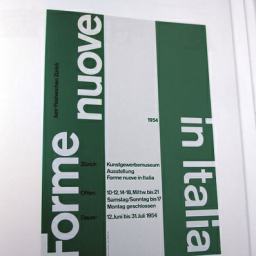 Forme nuove
in Italia
1954
Kunstgewerbemuseum
Ausstellung
Forme nuove in Italia
Offen: 10-12, 14-18, Mittw. bis 21
Samstag/Sonntag bis 17
Montag geschlossen
Dauer: 12. Juni bis 31. Juli 1954